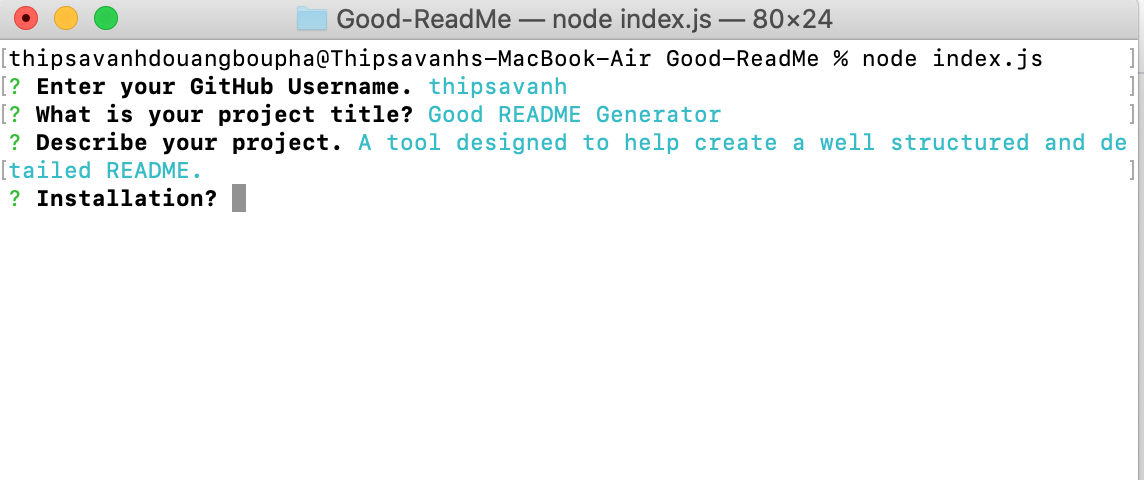 Good-ReadMe — node index.js — 80×24
[thipsavanhdouangboupha@Thipsavanhs-MacBook-Air Good-ReadMe % node index.js ]
[? Enter your GitHub Username. thipsavanh ]
[? What is your project title? Good README Generator ]
? Describe your project. A tool designed to help create a well structured and de
[tailed README. ]
? Installation?